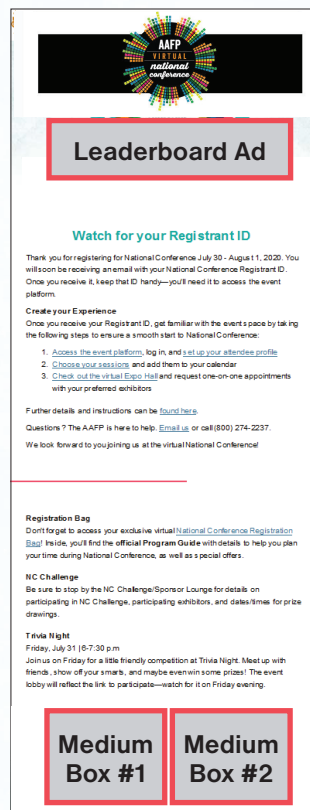 AAFP
VIRTUAL
national
conference
Leaderboard Ad
Watch for your Registrant ID
Thank you for registering for National Conference July 30 - August 1, 2020. You
will soon be receiving an email with your National Conference Registrant ID.
Once you receive it, keep that ID handy—you'll need it to access the event
platform.
Create your Experience
Once you receive your Registrant ID, get familiar with the event space by taking
the following steps to ensure a smooth start to National Conference:
1. Access the event platform, log in, and set up your attendee profile
2. Choose your sessions and add them to your calendar
3. Check out the virtual Expo Hall and request one-on-one appointments
with your preferred exhibitors
Further details and instructions can be found here.
Questions? The AAFP is here to help. Email us or call (800) 274-2237.
We look forward to you joining us at the virtual National Conference!
Registration Bag
Don't forget to access your exclusive virtual National Conference Registration
Bag! Inside, you'll find the official Program Guide with details to help you plan
your time during National Conference, as well as special offers.
NC Challenge
Be sure to stop by the NC Challenge/Sponsor Lounge for details on
participating in NC Challenge, participating exhibitors, and dates/times for prize
drawings.
Trivia Night
Friday, July 31 | 6-7:30 p.m
Join us on Friday for a little friendly competition at Trivia Night. Meet up with
friends, show off your smarts, and maybe even win some prizes! The event
lobby will reflect the link to participate—watch for it on Friday evening.
Medium
Box #1
Medium
Box #2